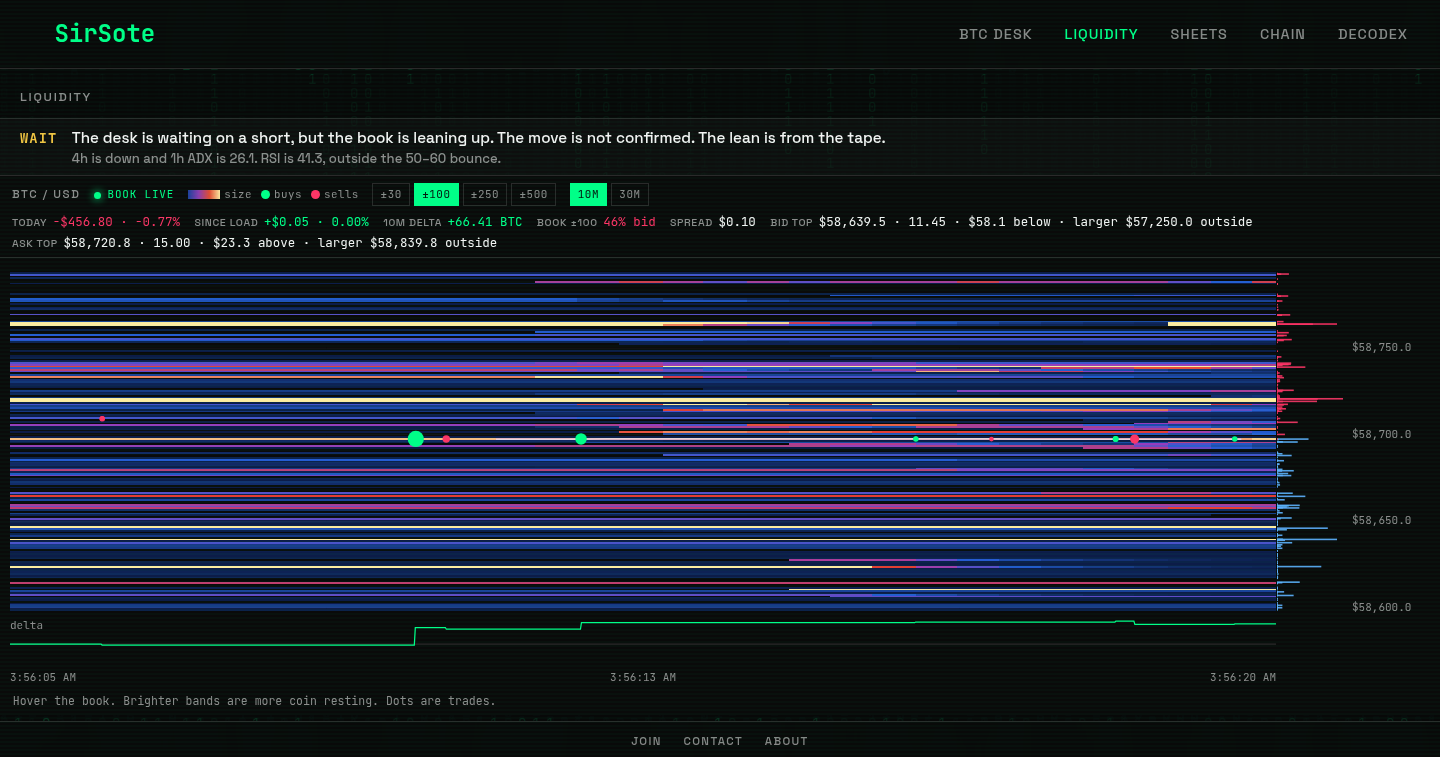 SirSote
BTC DESK LIQUIDITY SHEETS CHAIN DECODEX
LIQUIDITY
WAIT The desk is waiting on a short, but the book is leaning up. The move is not confirmed. The lean is from the tape.
4h is down and 1h ADX is 26.1. RSI is 41.3, outside the 50–60 bounce.
BTC / USD BOOK LIVE size buys sells ±30 ±100 ±250 ±500 10M 30M
TODAY -$456.80 · -0.77% SINCE LOAD +$0.05 · 0.00% 10M DELTA +66.41 BTC BOOK ±100 46% bid SPREAD $0.10 BID TOP $58,639.5 · 11.45 · $58.1 below · larger $57,250.0 outside
ASK TOP $58,720.8 · 15.00 · $23.3 above · larger $58,839.8 outside
$58,750.0
$58,700.0
$58,650.0
$58,600.0
delta
3:56:05 AM 3:56:13 AM 3:56:20 AM
Hover the book. Brighter bands are more coin resting. Dots are trades.
JOIN CONTACT ABOUT